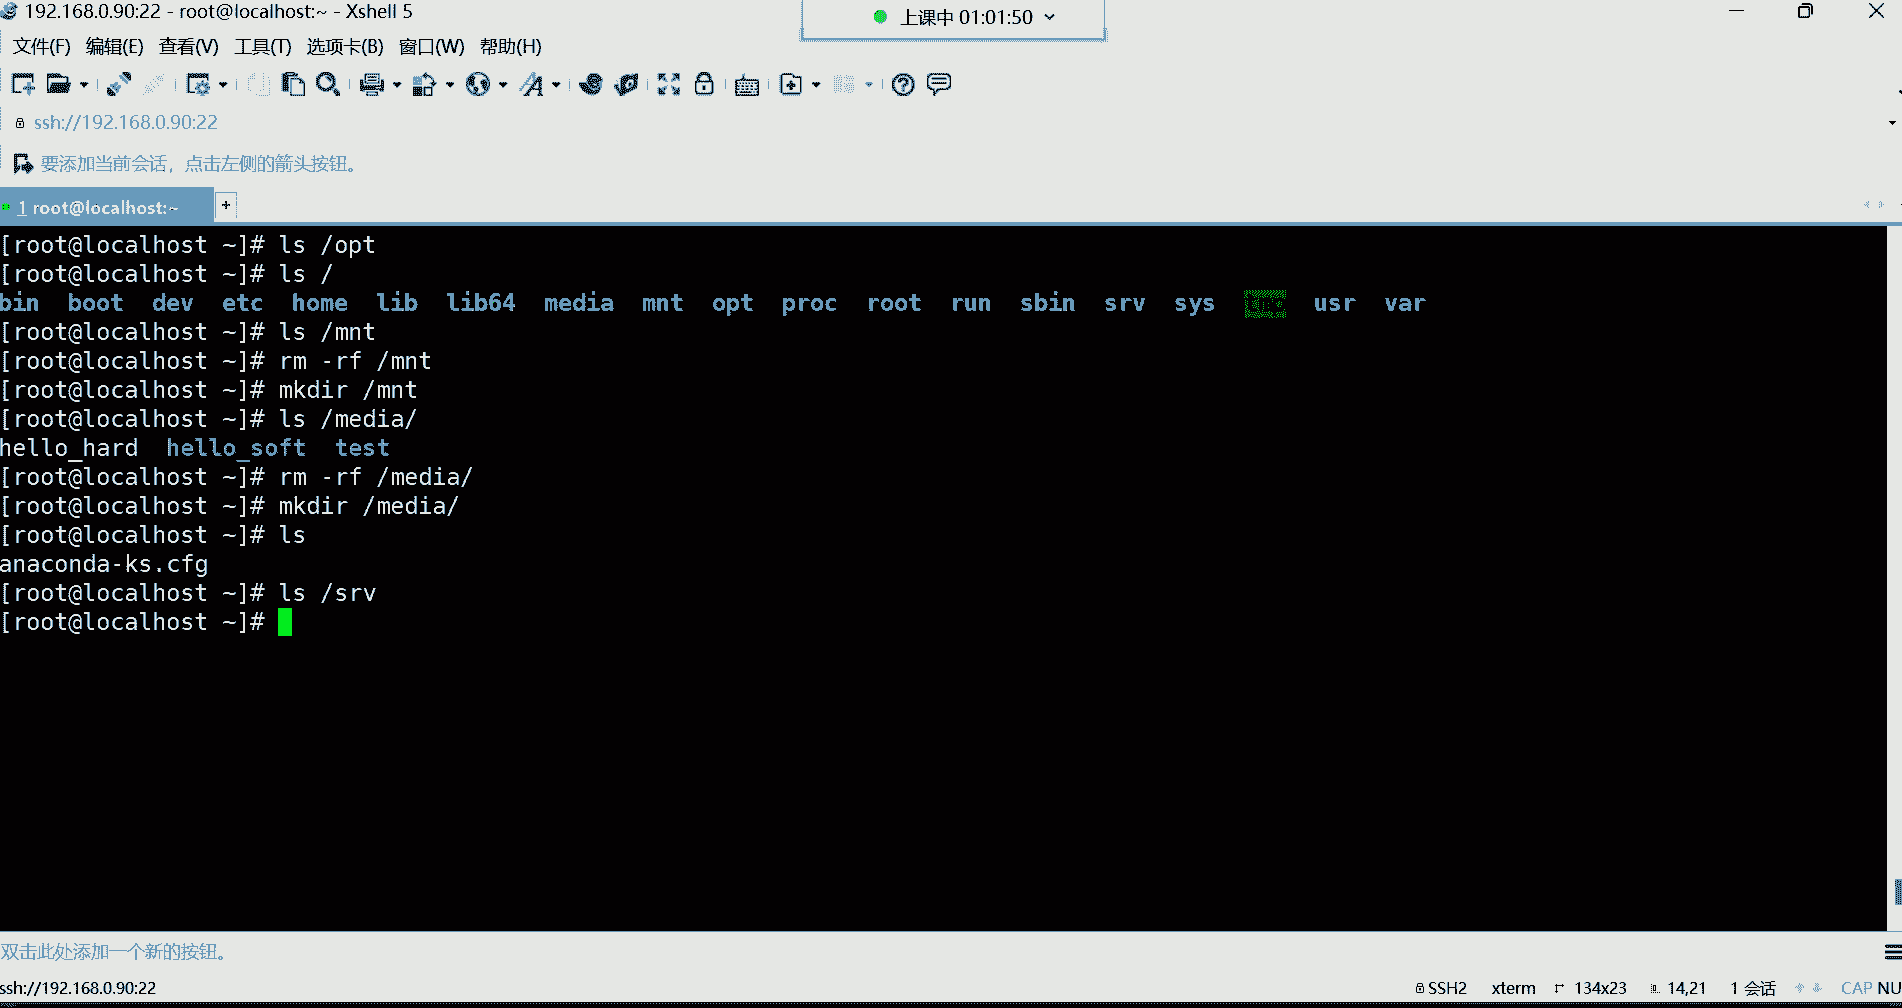 192.168.0.90:22 - root@localhost:~ - Xshell 5
上课中 01:01:50
文件(F) 编辑(E) 查看(V) 工具(T) 选项卡(B) 窗口(W) 帮助(H)
ssh://192.168.0.90:22
要添加当前会话，点击左侧的箭头按钮。
1 root@localhost:~ +
[root@localhost ~]# ls /opt
[root@localhost ~]# ls /
bin boot dev etc home lib lib64 media mnt opt proc root run sbin srv sys usr var
[root@localhost ~]# ls /mnt
[root@localhost ~]# rm -rf /mnt
[root@localhost ~]# mkdir /mnt
[root@localhost ~]# ls /media/
hello_hard hello_soft test
[root@localhost ~]# rm -rf /media/
[root@localhost ~]# mkdir /media/
[root@localhost ~]# ls
anaconda-ks.cfg
[root@localhost ~]# ls /srv
[root@localhost ~]#
双击此处添加一个新的按钮。
ssh://192.168.0.90:22 SSH2 xterm 134x23 14,21 1 会话 CAP NU